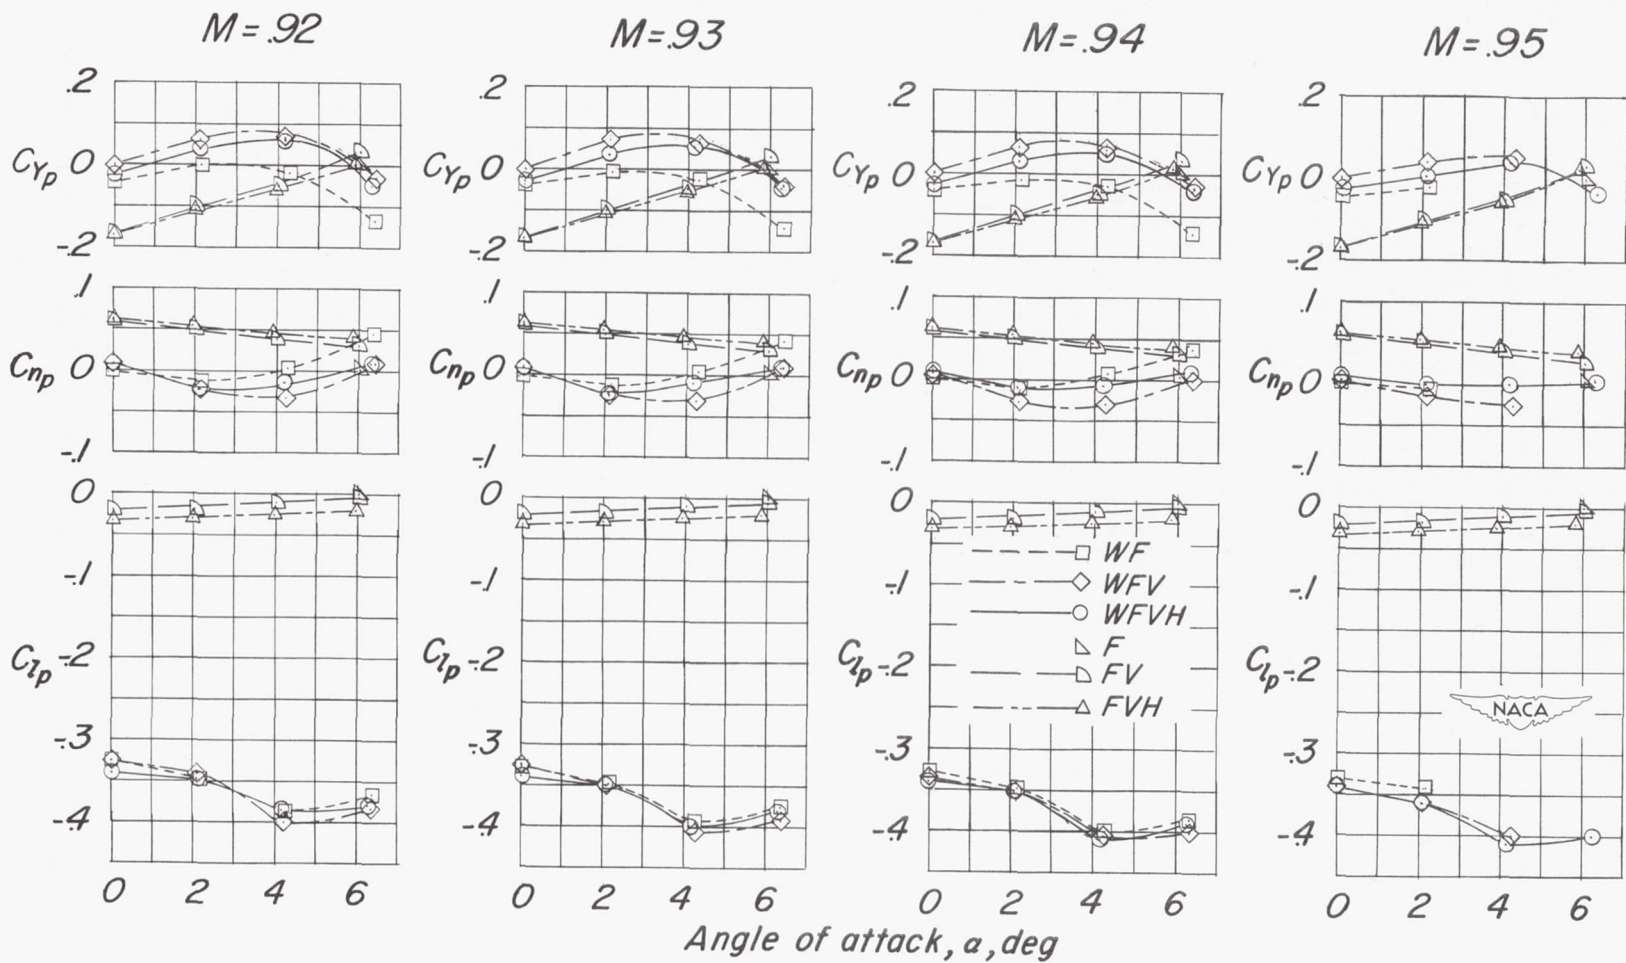 M=.92 M=.93 M=.94 M=.95
.2 .2 .2 .2
CYp 0 CYp 0 CYp 0 CYp 0
-.2 -.2 -.2 -.2
.1 .1 .1 .1
Cnp 0 Cnp 0 Cnp 0 Cnp 0
-.1 -.1 -.1 -.1
0 0 0 0
WF
-.1 -.1 -.1 -.1
WFV
WFVH
F
Clp -.2 Clp -.2 Clp -.2 Clp -.2
FV
FVH
NACA
-.3 -.3 -.3 -.3
-.4 -.4 -.4 -.4
0 2 4 6 0 2 4 6 0 2 4 6 0 2 4 6
Angle of attack, α, deg